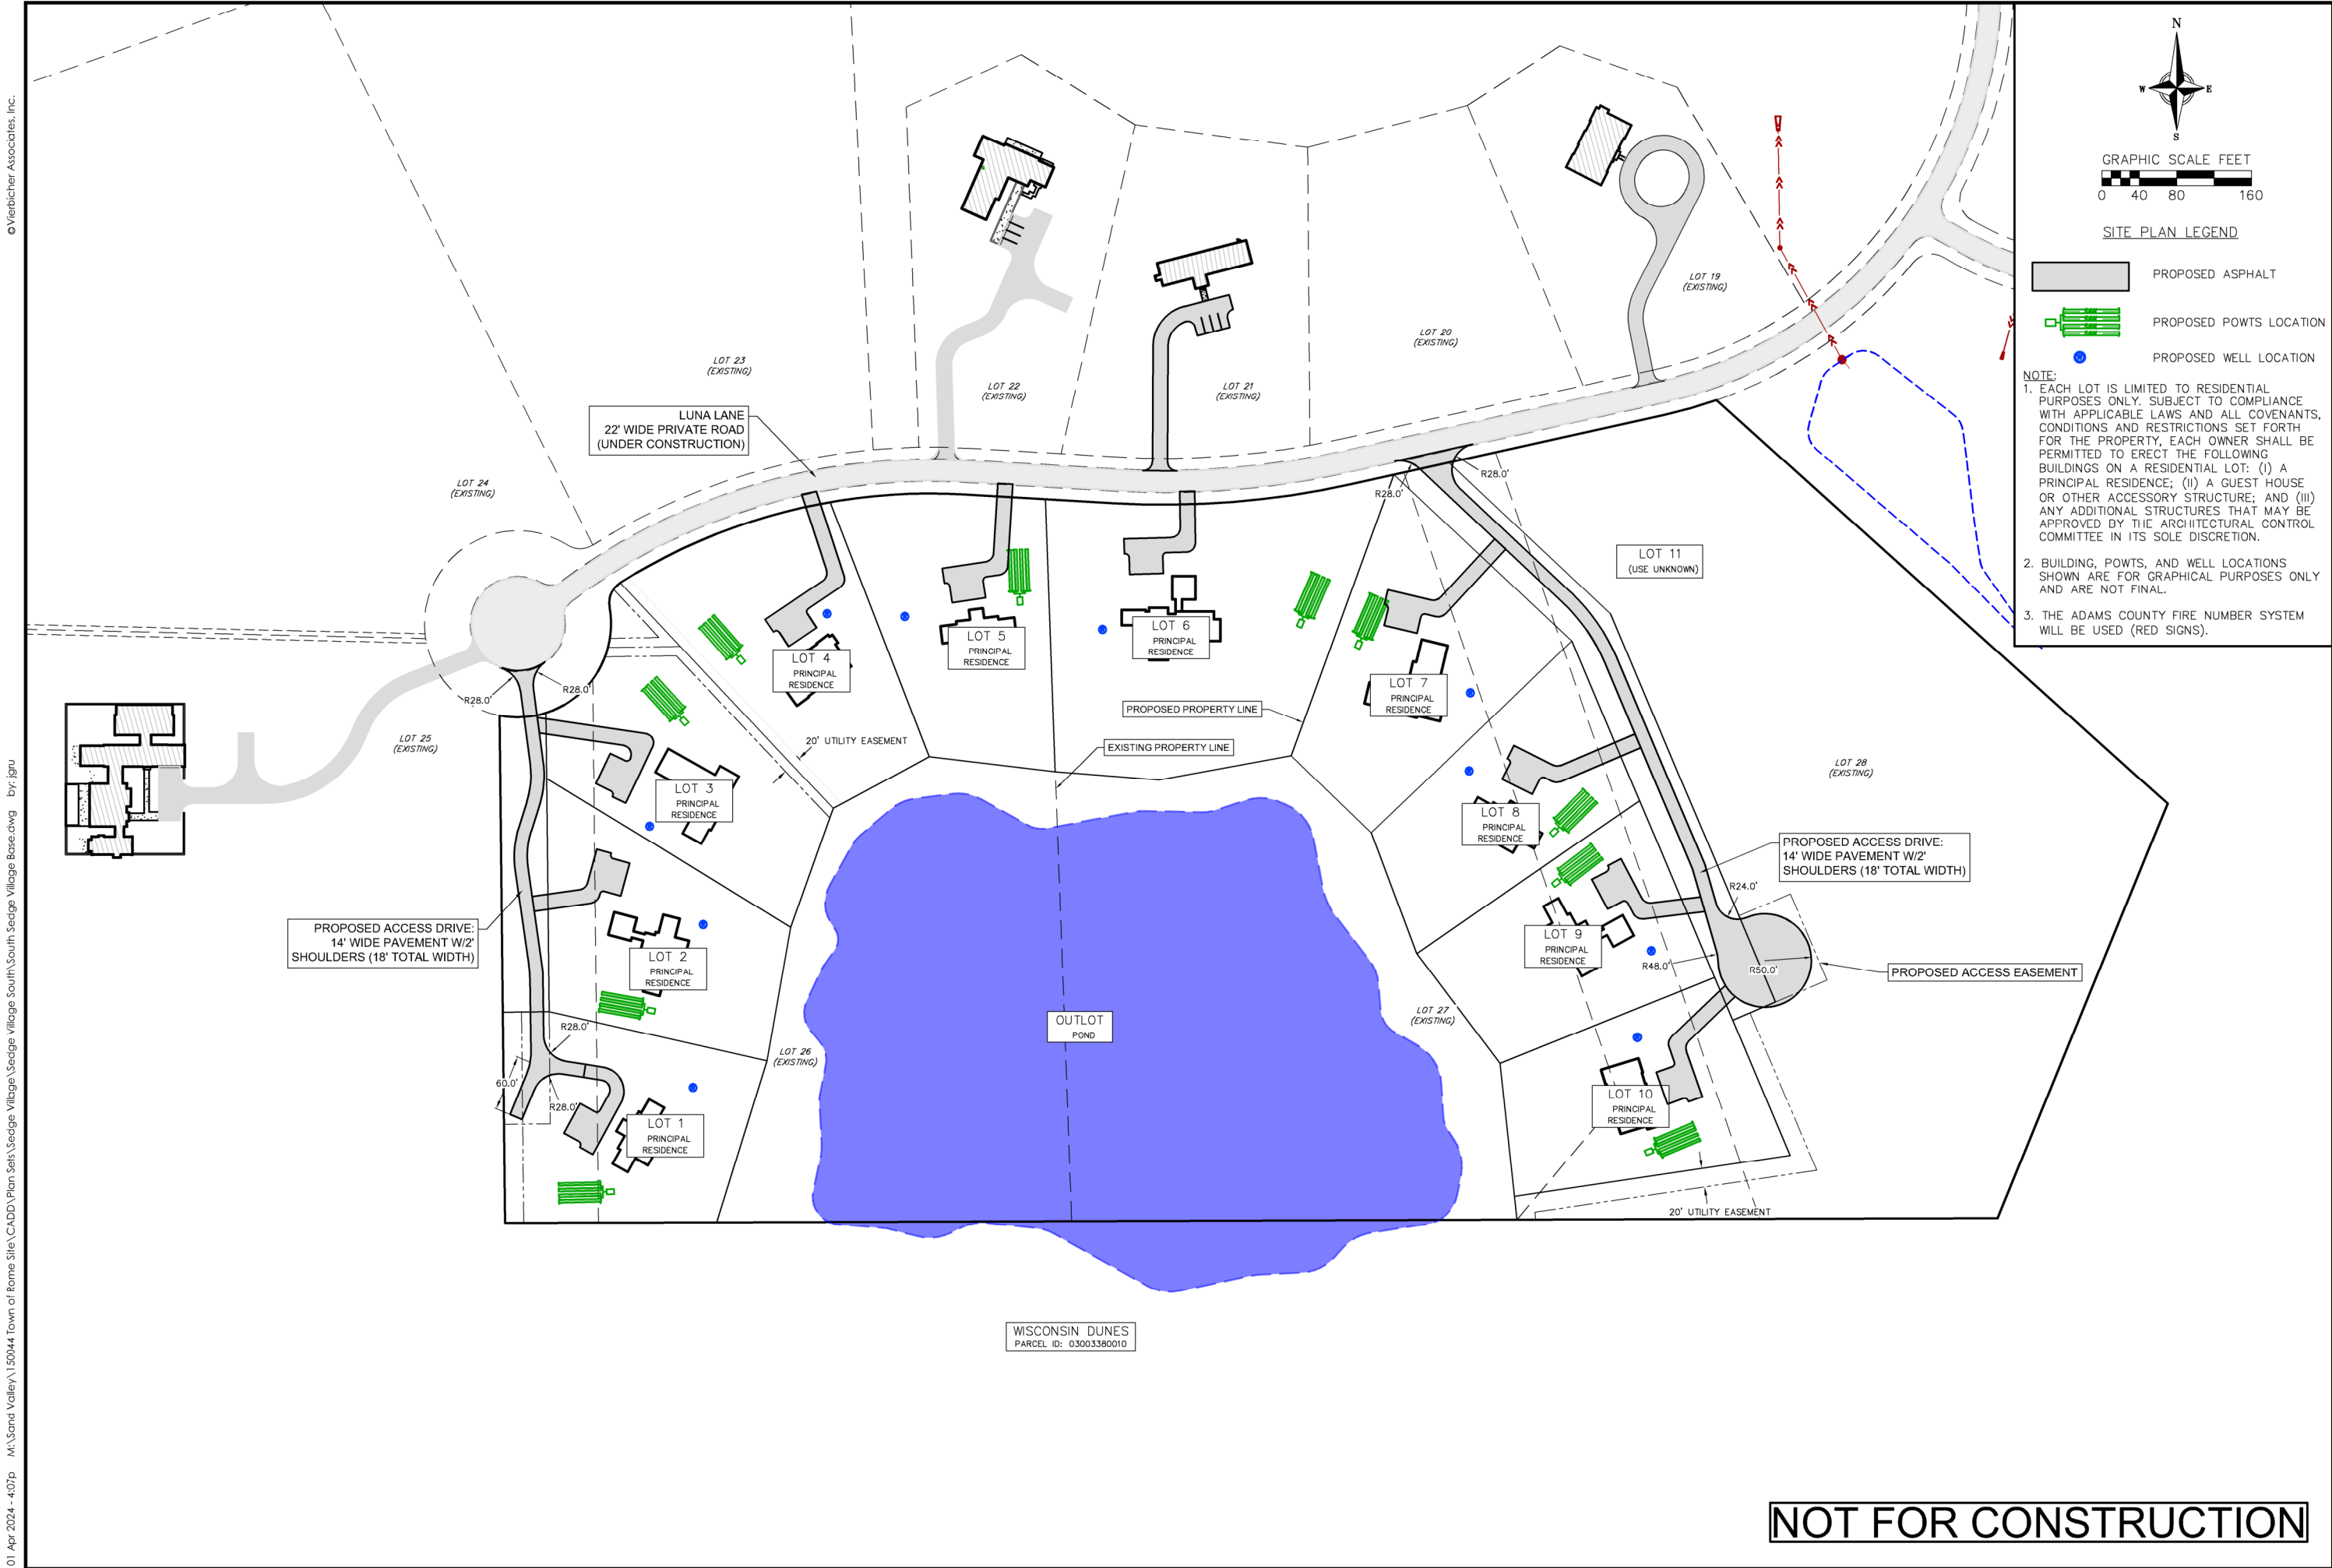 © Vierbicher Associates, Inc.
01 Apr 2024 - 4:07p M:\Sand Valley\150044 Town of Rome Site\CADD\Plan Sets\Sedge Village\Sedge Village South\South Sedge Village Base.dwg by: jgru
N
W
E
S
GRAPHIC SCALE FEET
0 40 80 160
SITE PLAN LEGEND
PROPOSED ASPHALT
PROPOSED POWTS LOCATION
PROPOSED WELL LOCATION
NOTE:
1. EACH LOT IS LIMITED TO RESIDENTIAL
PURPOSES ONLY. SUBJECT TO COMPLIANCE
WITH APPLICABLE LAWS AND ALL COVENANTS,
CONDITIONS AND RESTRICTIONS SET FORTH
FOR THE PROPERTY, EACH OWNER SHALL BE
PERMITTED TO ERECT THE FOLLOWING
BUILDINGS ON A RESIDENTIAL LOT: (I) A
PRINCIPAL RESIDENCE; (II) A GUEST HOUSE
OR OTHER ACCESSORY STRUCTURE; AND (III)
ANY ADDITIONAL STRUCTURES THAT MAY BE
APPROVED BY THE ARCHITECTURAL CONTROL
COMMITTEE IN ITS SOLE DISCRETION.
2. BUILDING, POWTS, AND WELL LOCATIONS
SHOWN ARE FOR GRAPHICAL PURPOSES ONLY
AND ARE NOT FINAL.
3. THE ADAMS COUNTY FIRE NUMBER SYSTEM
WILL BE USED (RED SIGNS).
LOT 19
(EXISTING)
LOT 20
(EXISTING)
LOT 23
(EXISTING)
LOT 22
(EXISTING)
LOT 21
(EXISTING)
LUNA LANE
22' WIDE PRIVATE ROAD
(UNDER CONSTRUCTION)
LOT 24
(EXISTING)
R28.0'
R28.0'
LOT 11
(USE UNKNOWN)
LOT 4
PRINCIPAL
RESIDENCE
LOT 5
PRINCIPAL
RESIDENCE
LOT 6
PRINCIPAL
RESIDENCE
LOT 7
PRINCIPAL
RESIDENCE
R28.0'
R28.0'
PROPOSED PROPERTY LINE
LOT 25
(EXISTING)
20' UTILITY EASEMENT
EXISTING PROPERTY LINE
LOT 28
(EXISTING)
LOT 3
PRINCIPAL
RESIDENCE
LOT 8
PRINCIPAL
RESIDENCE
PROPOSED ACCESS DRIVE:
14' WIDE PAVEMENT W/2'
SHOULDERS (18' TOTAL WIDTH)
R24.0'
PROPOSED ACCESS DRIVE:
14' WIDE PAVEMENT W/2'
SHOULDERS (18' TOTAL WIDTH)
LOT 2
PRINCIPAL
RESIDENCE
LOT 9
PRINCIPAL
RESIDENCE
R48.0'
R50.0'
PROPOSED ACCESS EASEMENT
OUTLOT
POND
LOT 27
(EXISTING)
R28.0'
LOT 26
(EXISTING)
60.0'
R28.0'
LOT 1
PRINCIPAL
RESIDENCE
LOT 10
PRINCIPAL
RESIDENCE
20' UTILITY EASEMENT
WISCONSIN DUNES
PARCEL ID: 03003380010
NOT FOR CONSTRUCTION